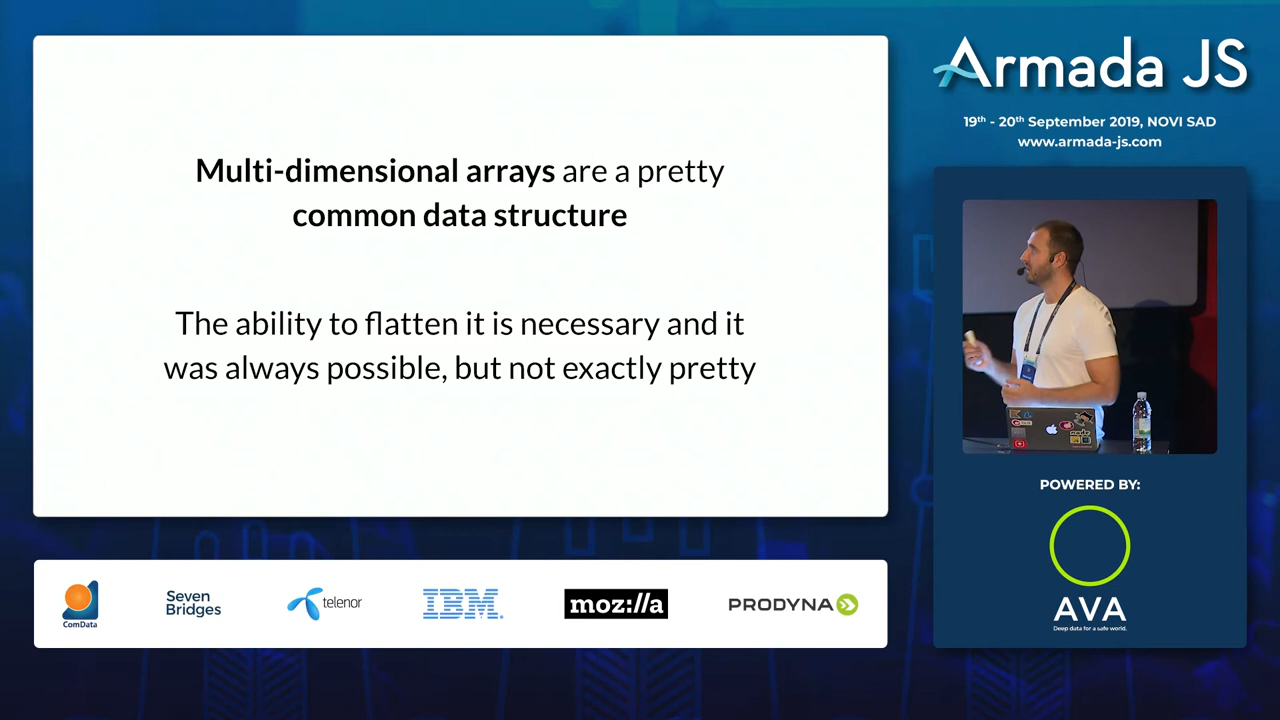 Multi-dimensional arrays are a pretty
common data structure
The ability to flatten it is necessary and it
was always possible, but not exactly pretty
Armada JS
19th - 20th September 2019, NOVI SAD
www.armada-js.com
POWERED BY:
AVA
Deep data for a safe world.
ComData
Seven
Bridges
telenor
IBM
moz://a
PRODYNA